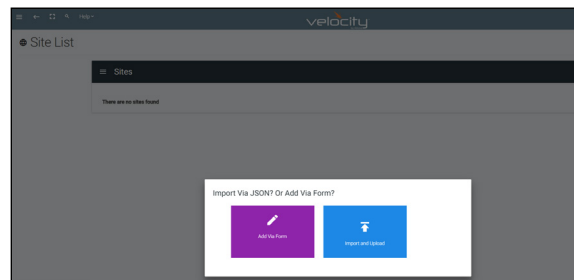 Help
velocity
Site List
Sites
There are no sites found
Import Via JSON? Or Add Via Form?
Add Via Form
Import and Upload